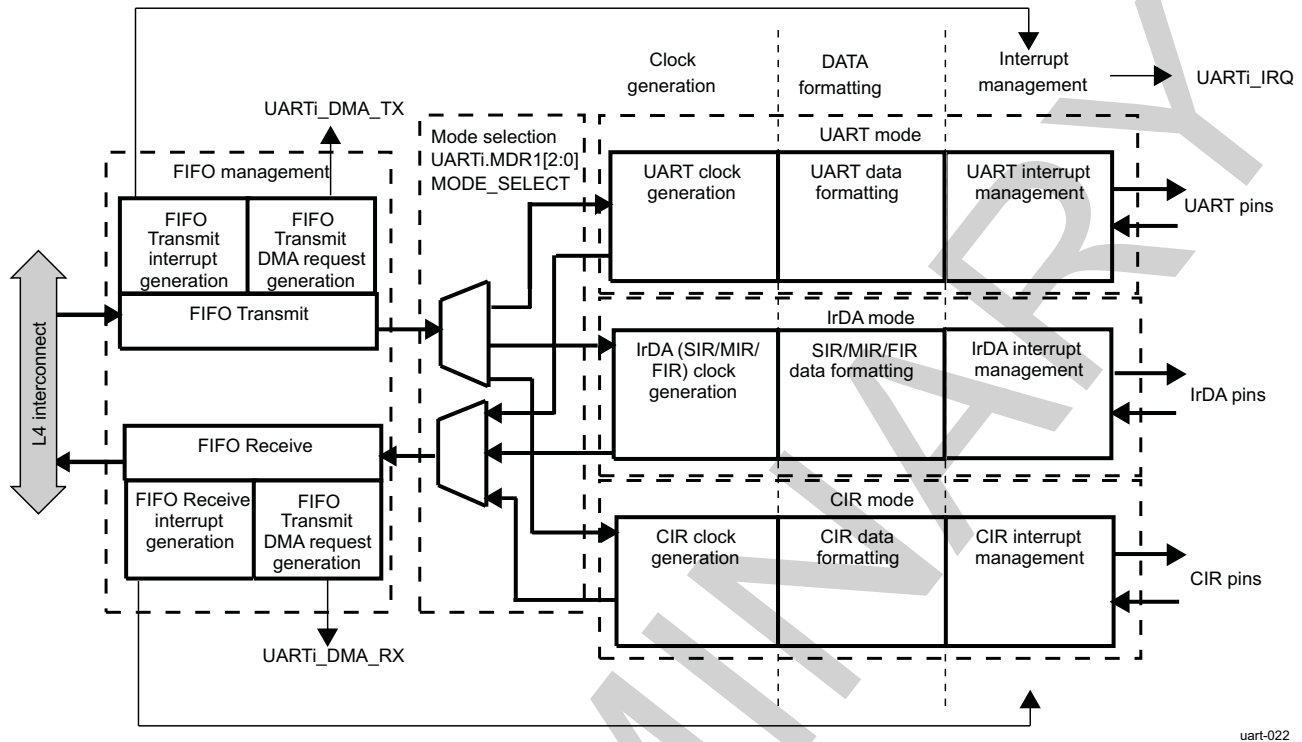 Clock
generation
DATA
formatting
Interrupt
management
UARTi_IRQ
UARTi_DMA_TX
Mode selection
UARTi.MDR1[2:0]
MODE_SELECT
UART mode
FIFO management
UART clock
generation
UART data
formatting
UART interrupt
management
UART pins
FIFO
Transmit
interrupt
generation
FIFO
Transmit
DMA request
generation
FIFO Transmit
L4 interconnect
IrDA mode
IrDA (SIR/MIR/
FIR) clock
generation
SIR/MIR/FIR
data formatting
IrDA interrupt
management
IrDA pins
FIFO Receive
FIFO Receive
interrupt
generation
FIFO
Transmit
DMA request
generation
CIR mode
CIR clock
generation
CIR data
formatting
CIR interrupt
management
CIR pins
UARTi_DMA_RX
MINARY
uart-022